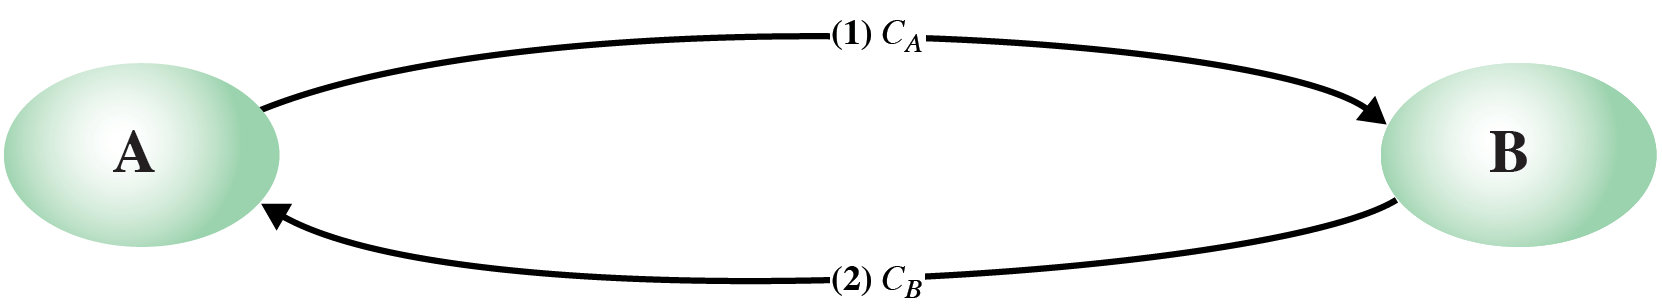 (1) C_A
A
B
(2) C_B